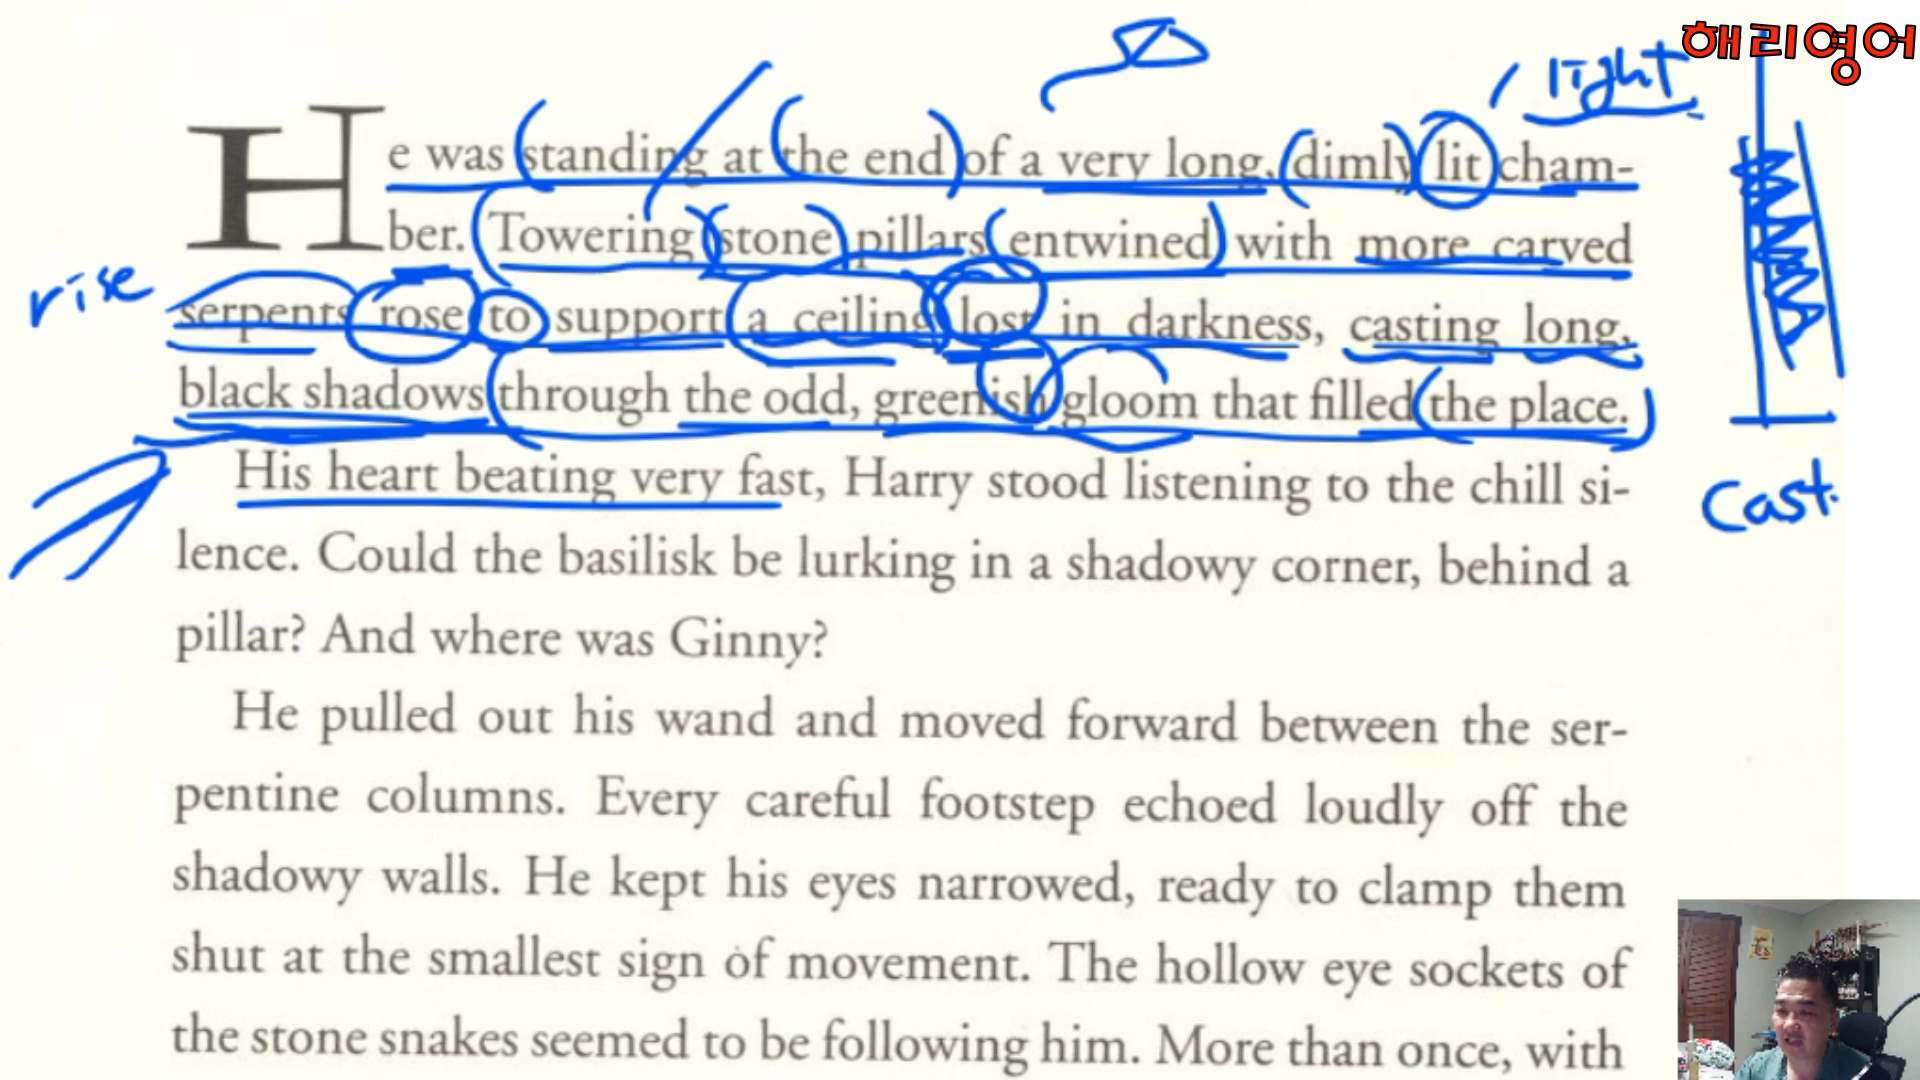 해리영어
light
He was standing at the end of a very long, dimly lit cham-
ber. Towering stone pillars entwined with more carved
rise
serpents rose to support a ceiling lost in darkness, casting long,
black shadows through the odd, greenish gloom that filled the place.
His heart beating very fast, Harry stood listening to the chill si-
cast
lence. Could the basilisk be lurking in a shadowy corner, behind a
pillar? And where was Ginny?
He pulled out his wand and moved forward between the ser-
pentine columns. Every careful footstep echoed loudly off the
shadowy walls. He kept his eyes narrowed, ready to clamp them
shut at the smallest sign of movement. The hollow eye sockets of
the stone snakes seemed to be following him. More than once, with